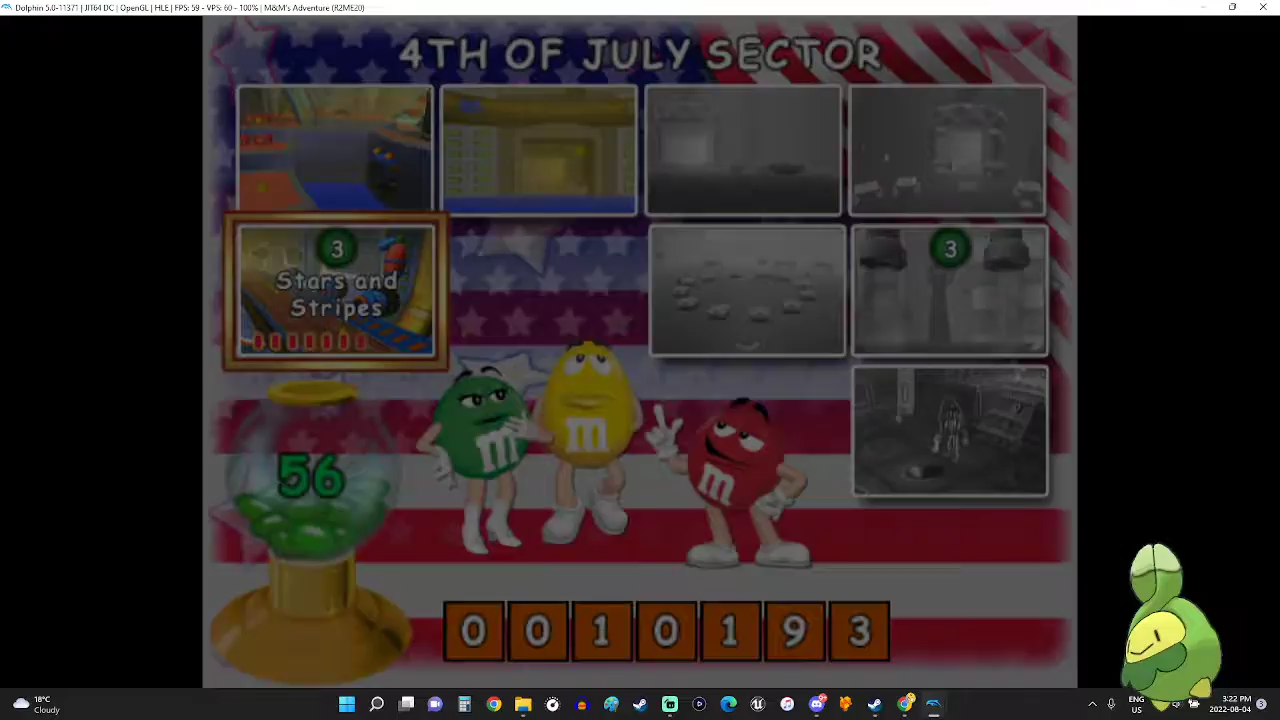 Dolphin 5.0-11371 | JIT64 DC | OpenGL | HLE | FPS: 59 - VPS: 60 - 100% | M&M's Adventure (R2ME20)
4TH OF JULY SECTOR
3
Stars and
Stripes
3
56
m
m
m
0 0 1 0 1 9 3
18°C
Cloudy
ENG
US
3:22 PM
2022-06-04